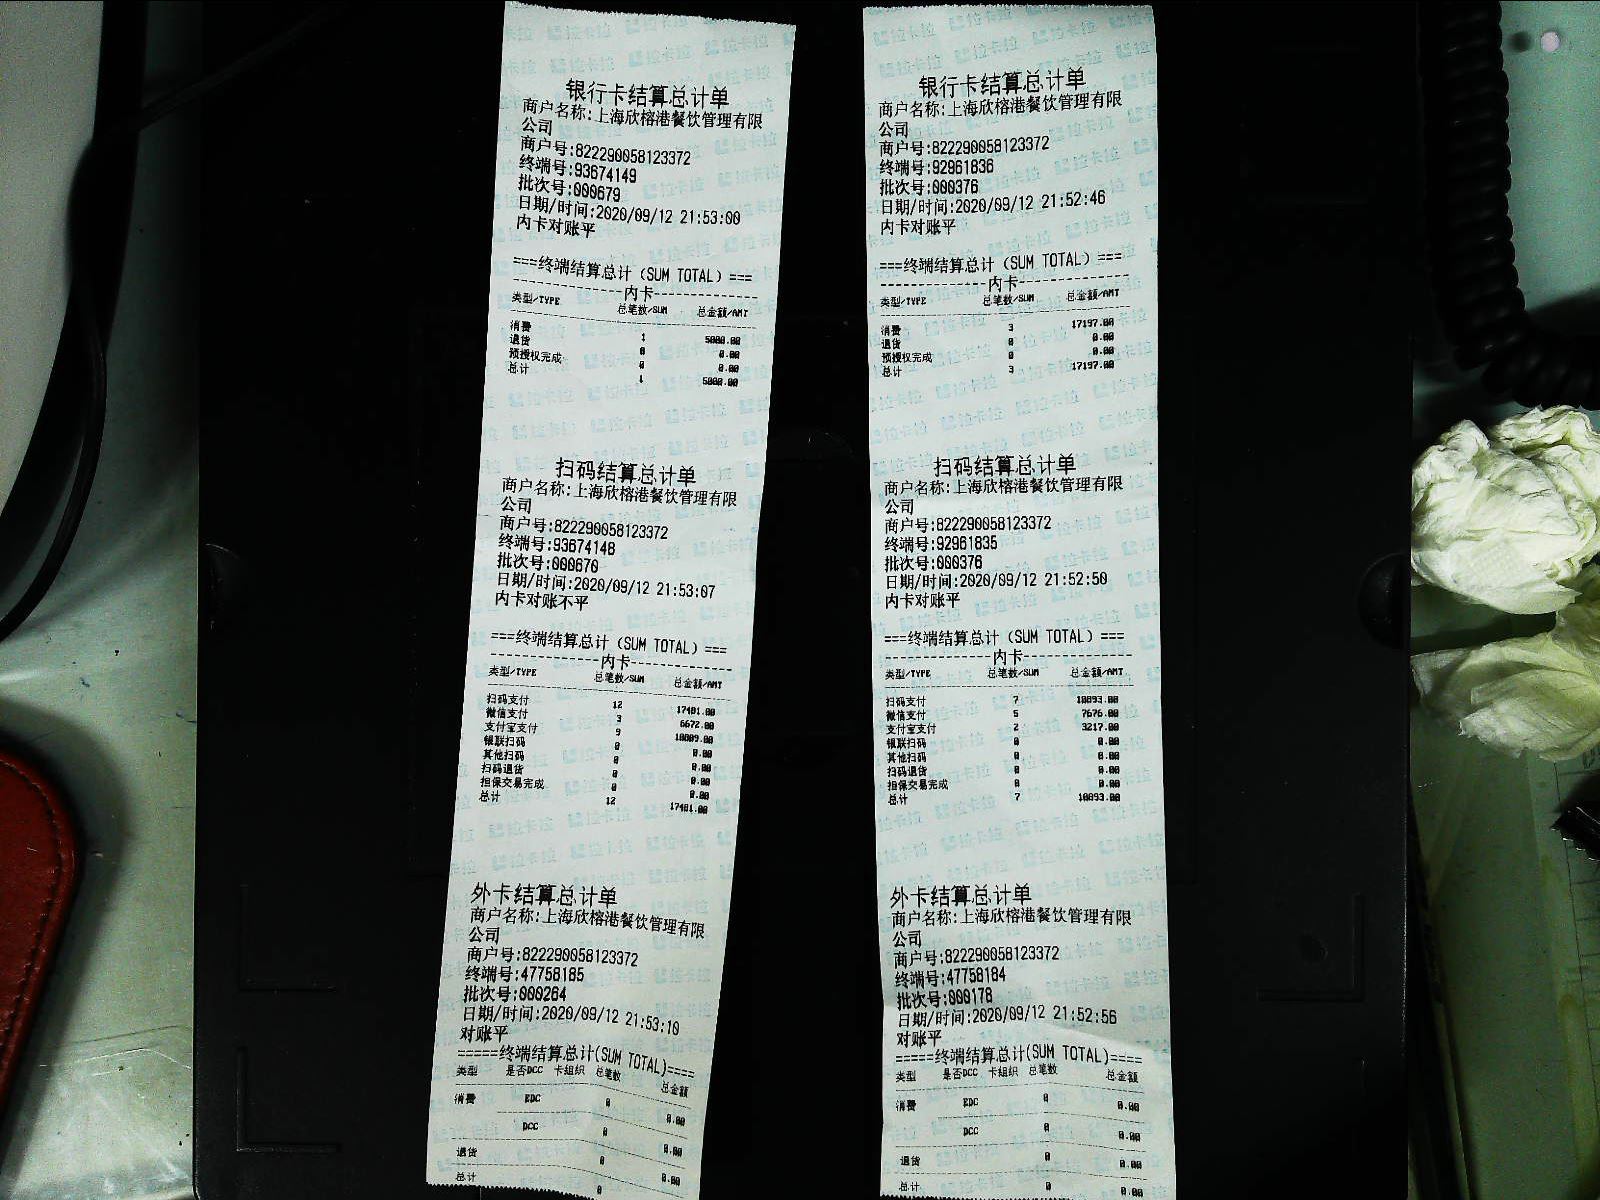 银行卡结算总计单
商户名称:上海欣榕港餐饮管理有限
公司
商户号:822290058123372
终端号:93674149
批次号:000679
日期/时间:2020/09/12 21:53:00
内卡对账平
===终端结算总计（SUM TOTAL）===
内卡
类型/TYPE 总笔数/SUM 总金额/AMT
消费 1 5000.00
退货 0 0.00
预授权完成 0 0.00
总计 1 5000.00
扫码结算总计单
商户名称:上海欣榕港餐饮管理有限
公司
商户号:822290058123372
终端号:93674148
批次号:000670
日期/时间:2020/09/12 21:53:07
内卡对账不平
===终端结算总计（SUM TOTAL）===
内卡
类型/TYPE 总笔数/SUM 总金额/AMT
扫码支付 12 17481.00
微信支付 3 6672.00
支付宝支付 9 10809.00
银联扫码 0 0.00
其他扫码 0 0.00
扫码退货 0 0.00
担保交易完成 0 0.00
总计 12 17481.00
外卡结算总计单
商户名称:上海欣榕港餐饮管理有限
公司
商户号:822290058123372
终端号:47758185
批次号:000264
日期/时间:2020/09/12 21:53:10
对账平
=====终端结算总计(SUM TOTAL)====
类型 是否DCC 卡组织 总笔数 总金额
消费 EDC 0 0.00
DCC 0 0.00
退货 0 0.00
总计 0
银行卡结算总计单
商户名称:上海欣榕港餐饮管理有限
公司
商户号:822290058123372
终端号:92961836
批次号:000376
日期/时间:2020/09/12 21:52:46
内卡对账平
===终端结算总计（SUM TOTAL）===
内卡
类型/TYPE 总笔数/SUM 总金额/AMT
消费 3 17197.00
退货 0 0.00
预授权完成 0 0.00
总计 3 17197.00
扫码结算总计单
商户名称:上海欣榕港餐饮管理有限
公司
商户号:822290058123372
终端号:92961835
批次号:000376
日期/时间:2020/09/12 21:52:50
内卡对账平
===终端结算总计（SUM TOTAL）===
内卡
类型/TYPE 总笔数/SUM 总金额/AMT
扫码支付 7 10893.00
微信支付 5 7676.00
支付宝支付 2 3217.00
银联扫码 0 0.00
其他扫码 0 0.00
扫码退货 0 0.00
担保交易完成 0 0.00
总计 7 10893.00
外卡结算总计单
商户名称:上海欣榕港餐饮管理有限
公司
商户号:822290058123372
终端号:47758184
批次号:000178
日期/时间:2020/09/12 21:52:56
对账平
=====终端结算总计(SUM TOTAL)====
类型 是否DCC 卡组织 总笔数 总金额
消费 EDC 0 0.00
DCC 0 0.00
退货 0 0.00
总计 0 0.00